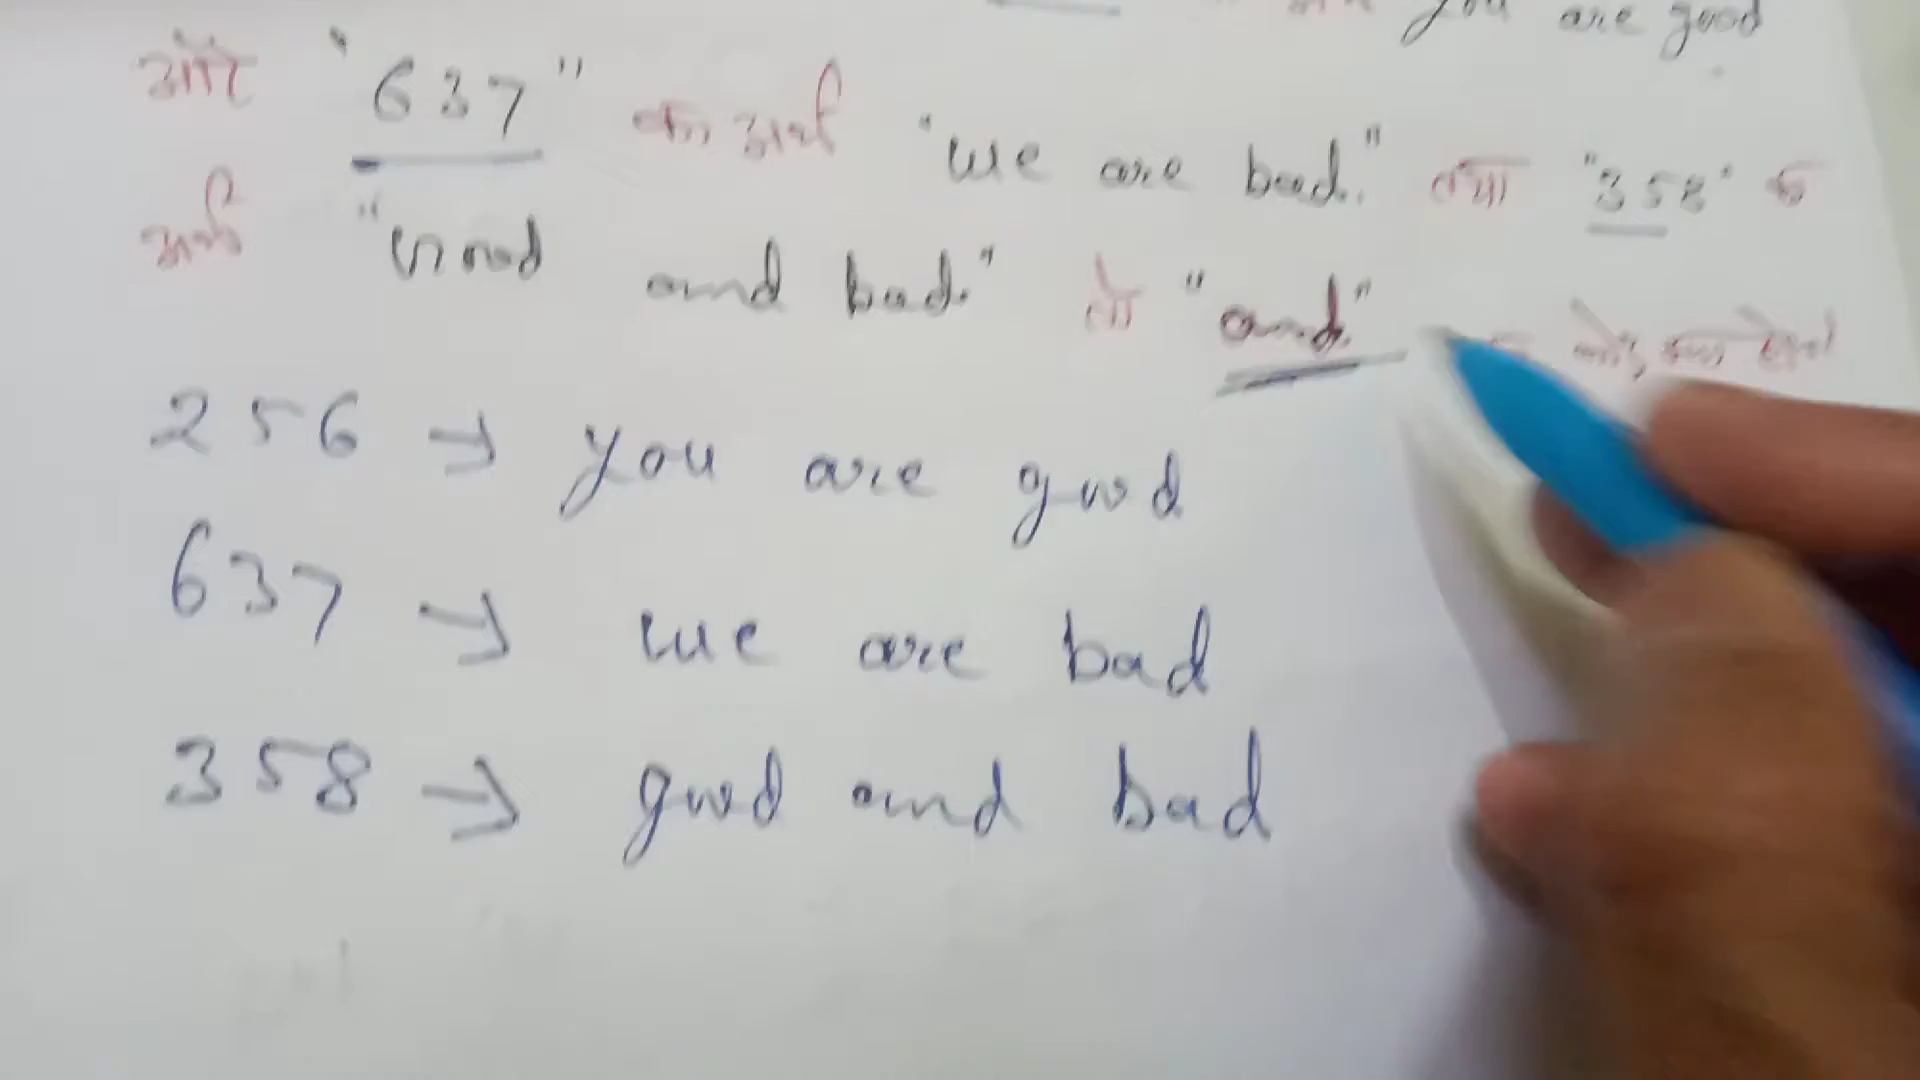 you are good
और "637" का अर्थ "we are bad." तथा "358" क
अर्थ "good and bad." तो "and." का कोड क्या होगा
256 → you are good
637 → we are bad
358 → good and bad